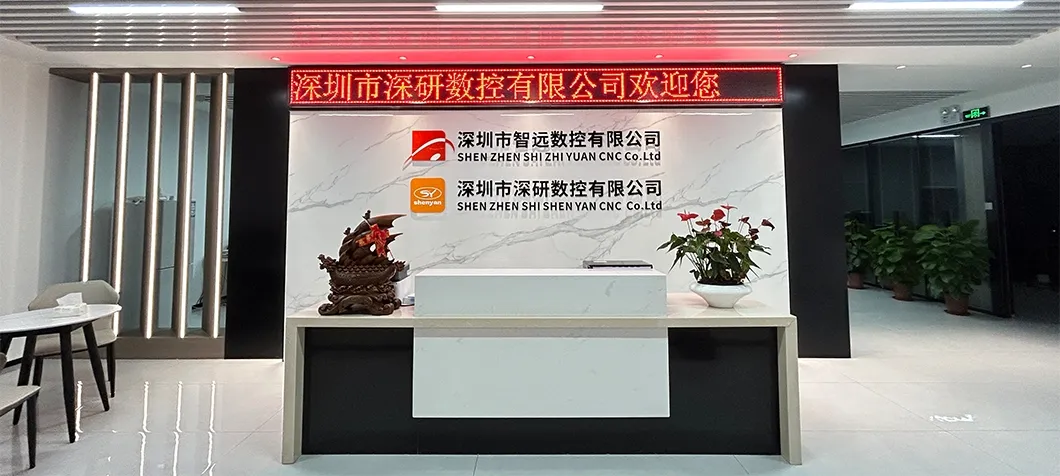 深圳市深研数控有限公司欢迎您
深圳市智远数控有限公司
SHEN ZHEN SHI ZHI YUAN CNC Co.Ltd
SY
shenyan
深圳市深研数控有限公司
SHEN ZHEN SHI SHEN YAN CNC Co.Ltd